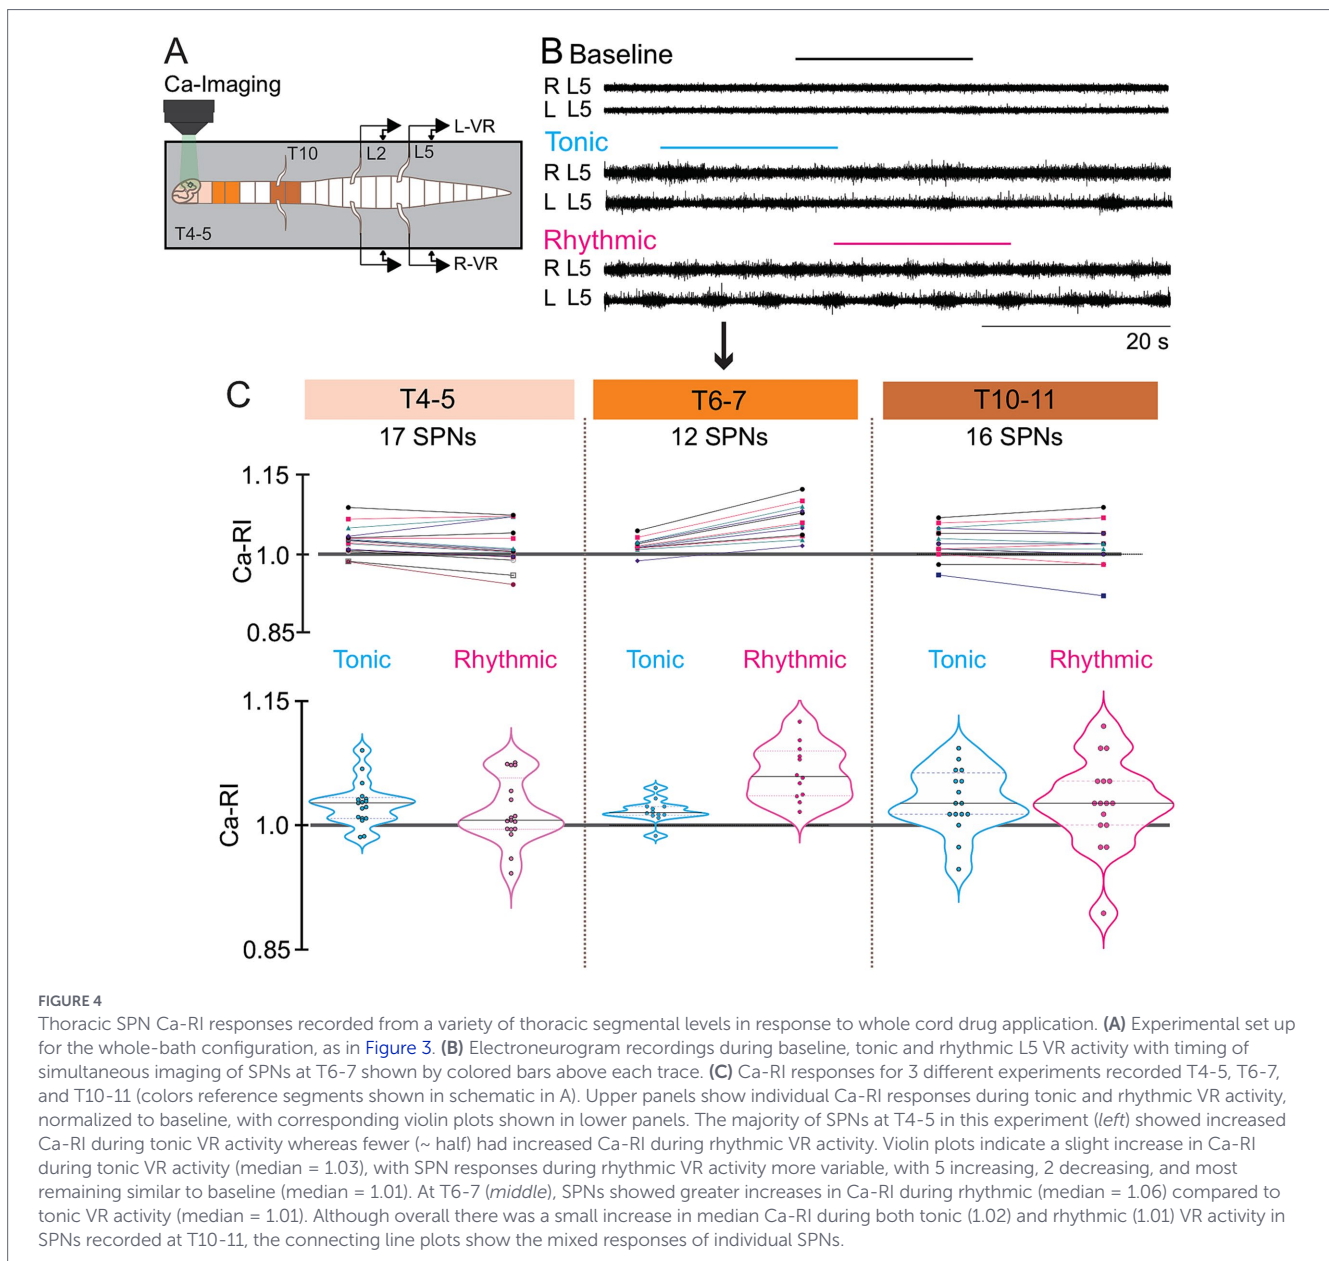 A
Ca-Imaging
T10
L2
L5
L-VR
T4-5
R-VR
B Baseline
R L5
L L5
Tonic
R L5
L L5
Rhythmic
R L5
L L5
20 s
C
T4-5
T6-7
T10-11
17 SPNs
12 SPNs
16 SPNs
1.15
Ca-RI
1.0
0.85
Tonic
Rhythmic
Tonic
Rhythmic
Tonic
Rhythmic
1.15
Ca-RI
1.0
0.85
FIGURE 4
Thoracic SPN Ca-RI responses recorded from a variety of thoracic segmental levels in response to whole cord drug application. (A) Experimental set up
for the whole-bath configuration, as in Figure 3. (B) Electroneurogram recordings during baseline, tonic and rhythmic L5 VR activity with timing of
simultaneous imaging of SPNs at T6-7 shown by colored bars above each trace. (C) Ca-RI responses for 3 different experiments recorded T4-5, T6-7,
and T10-11 (colors reference segments shown in schematic in A). Upper panels show individual Ca-RI responses during tonic and rhythmic VR activity,
normalized to baseline, with corresponding violin plots shown in lower panels. The majority of SPNs at T4-5 in this experiment (left) showed increased
Ca-RI during tonic VR activity whereas fewer (~ half) had increased Ca-RI during rhythmic VR activity. Violin plots indicate a slight increase in Ca-RI
during tonic VR activity (median = 1.03), with SPN responses during rhythmic VR activity more variable, with 5 increasing, 2 decreasing, and most
remaining similar to baseline (median = 1.01). At T6-7 (middle), SPNs showed greater increases in Ca-RI during rhythmic (median = 1.06) compared to
tonic VR activity (median = 1.01). Although overall there was a small increase in median Ca-RI during both tonic (1.02) and rhythmic (1.01) VR activity in
SPNs recorded at T10-11, the connecting line plots show the mixed responses of individual SPNs.